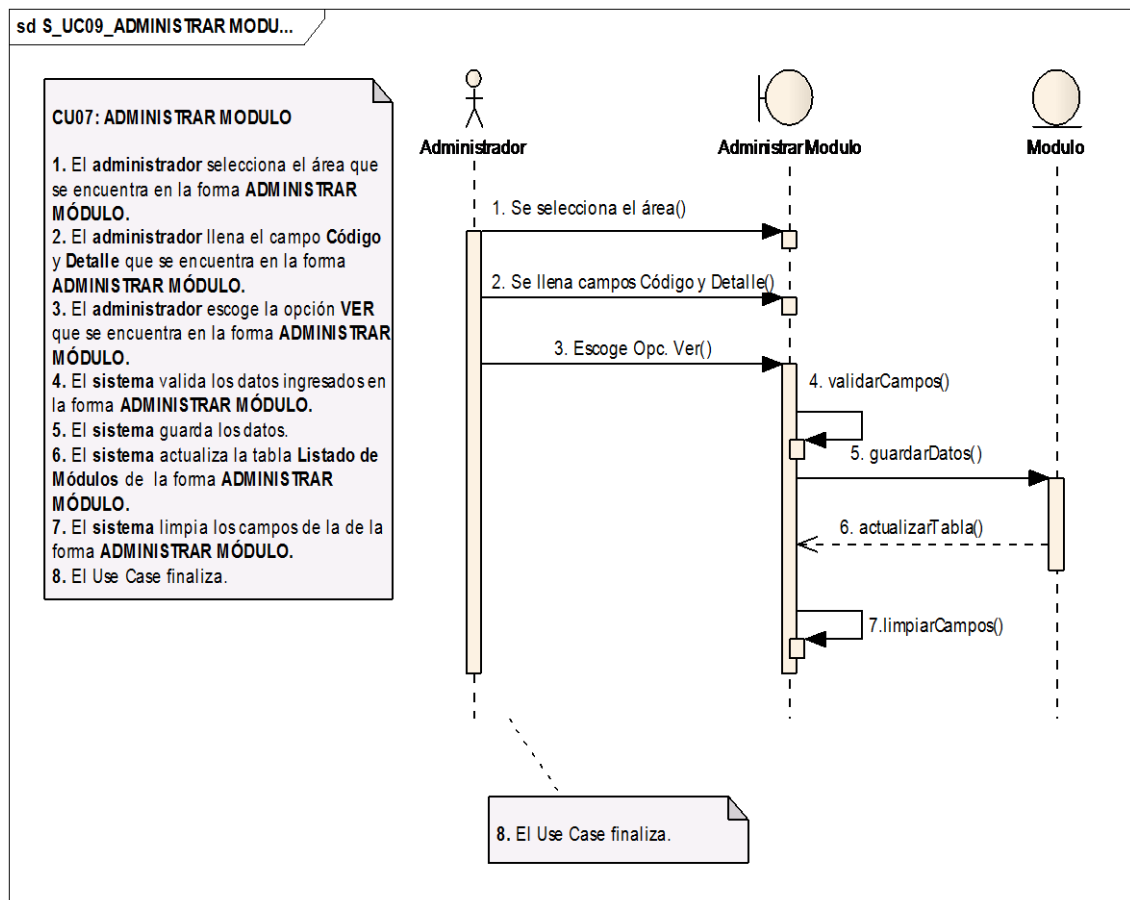 sd S_UC09_ADMINISTRAR MODU...
CU07: ADMINISTRAR MODULO
1. El administrador selecciona el área que
se encuentra en la forma ADMINISTRAR
MÓDULO.
2. El administrador llena el campo Código
y Detalle que se encuentra en la forma
ADMINISTRAR MÓDULO.
3. El administrador escoge la opción VER
que se encuentra en la forma ADMINISTRAR
MÓDULO.
4. El sistema valida los datos ingresados en
la forma ADMINISTRAR MÓDULO.
5. El sistema guarda los datos.
6. El sistema actualiza la tabla Listado de
Módulos de la forma ADMINISTRAR
MÓDULO.
7. El sistema limpia los campos de la de la
forma ADMINISTRAR MÓDULO.
8. El Use Case finaliza.
Administrador
AdministrarModulo
Modulo
1. Se selecciona el área()
2. Se llena campos Código y Detalle()
3. Escoge Opc. Ver()
4. validarCampos()
5. guardarDatos()
6. actualizarTabla()
7.limpiarCampos()
8. El Use Case finaliza.